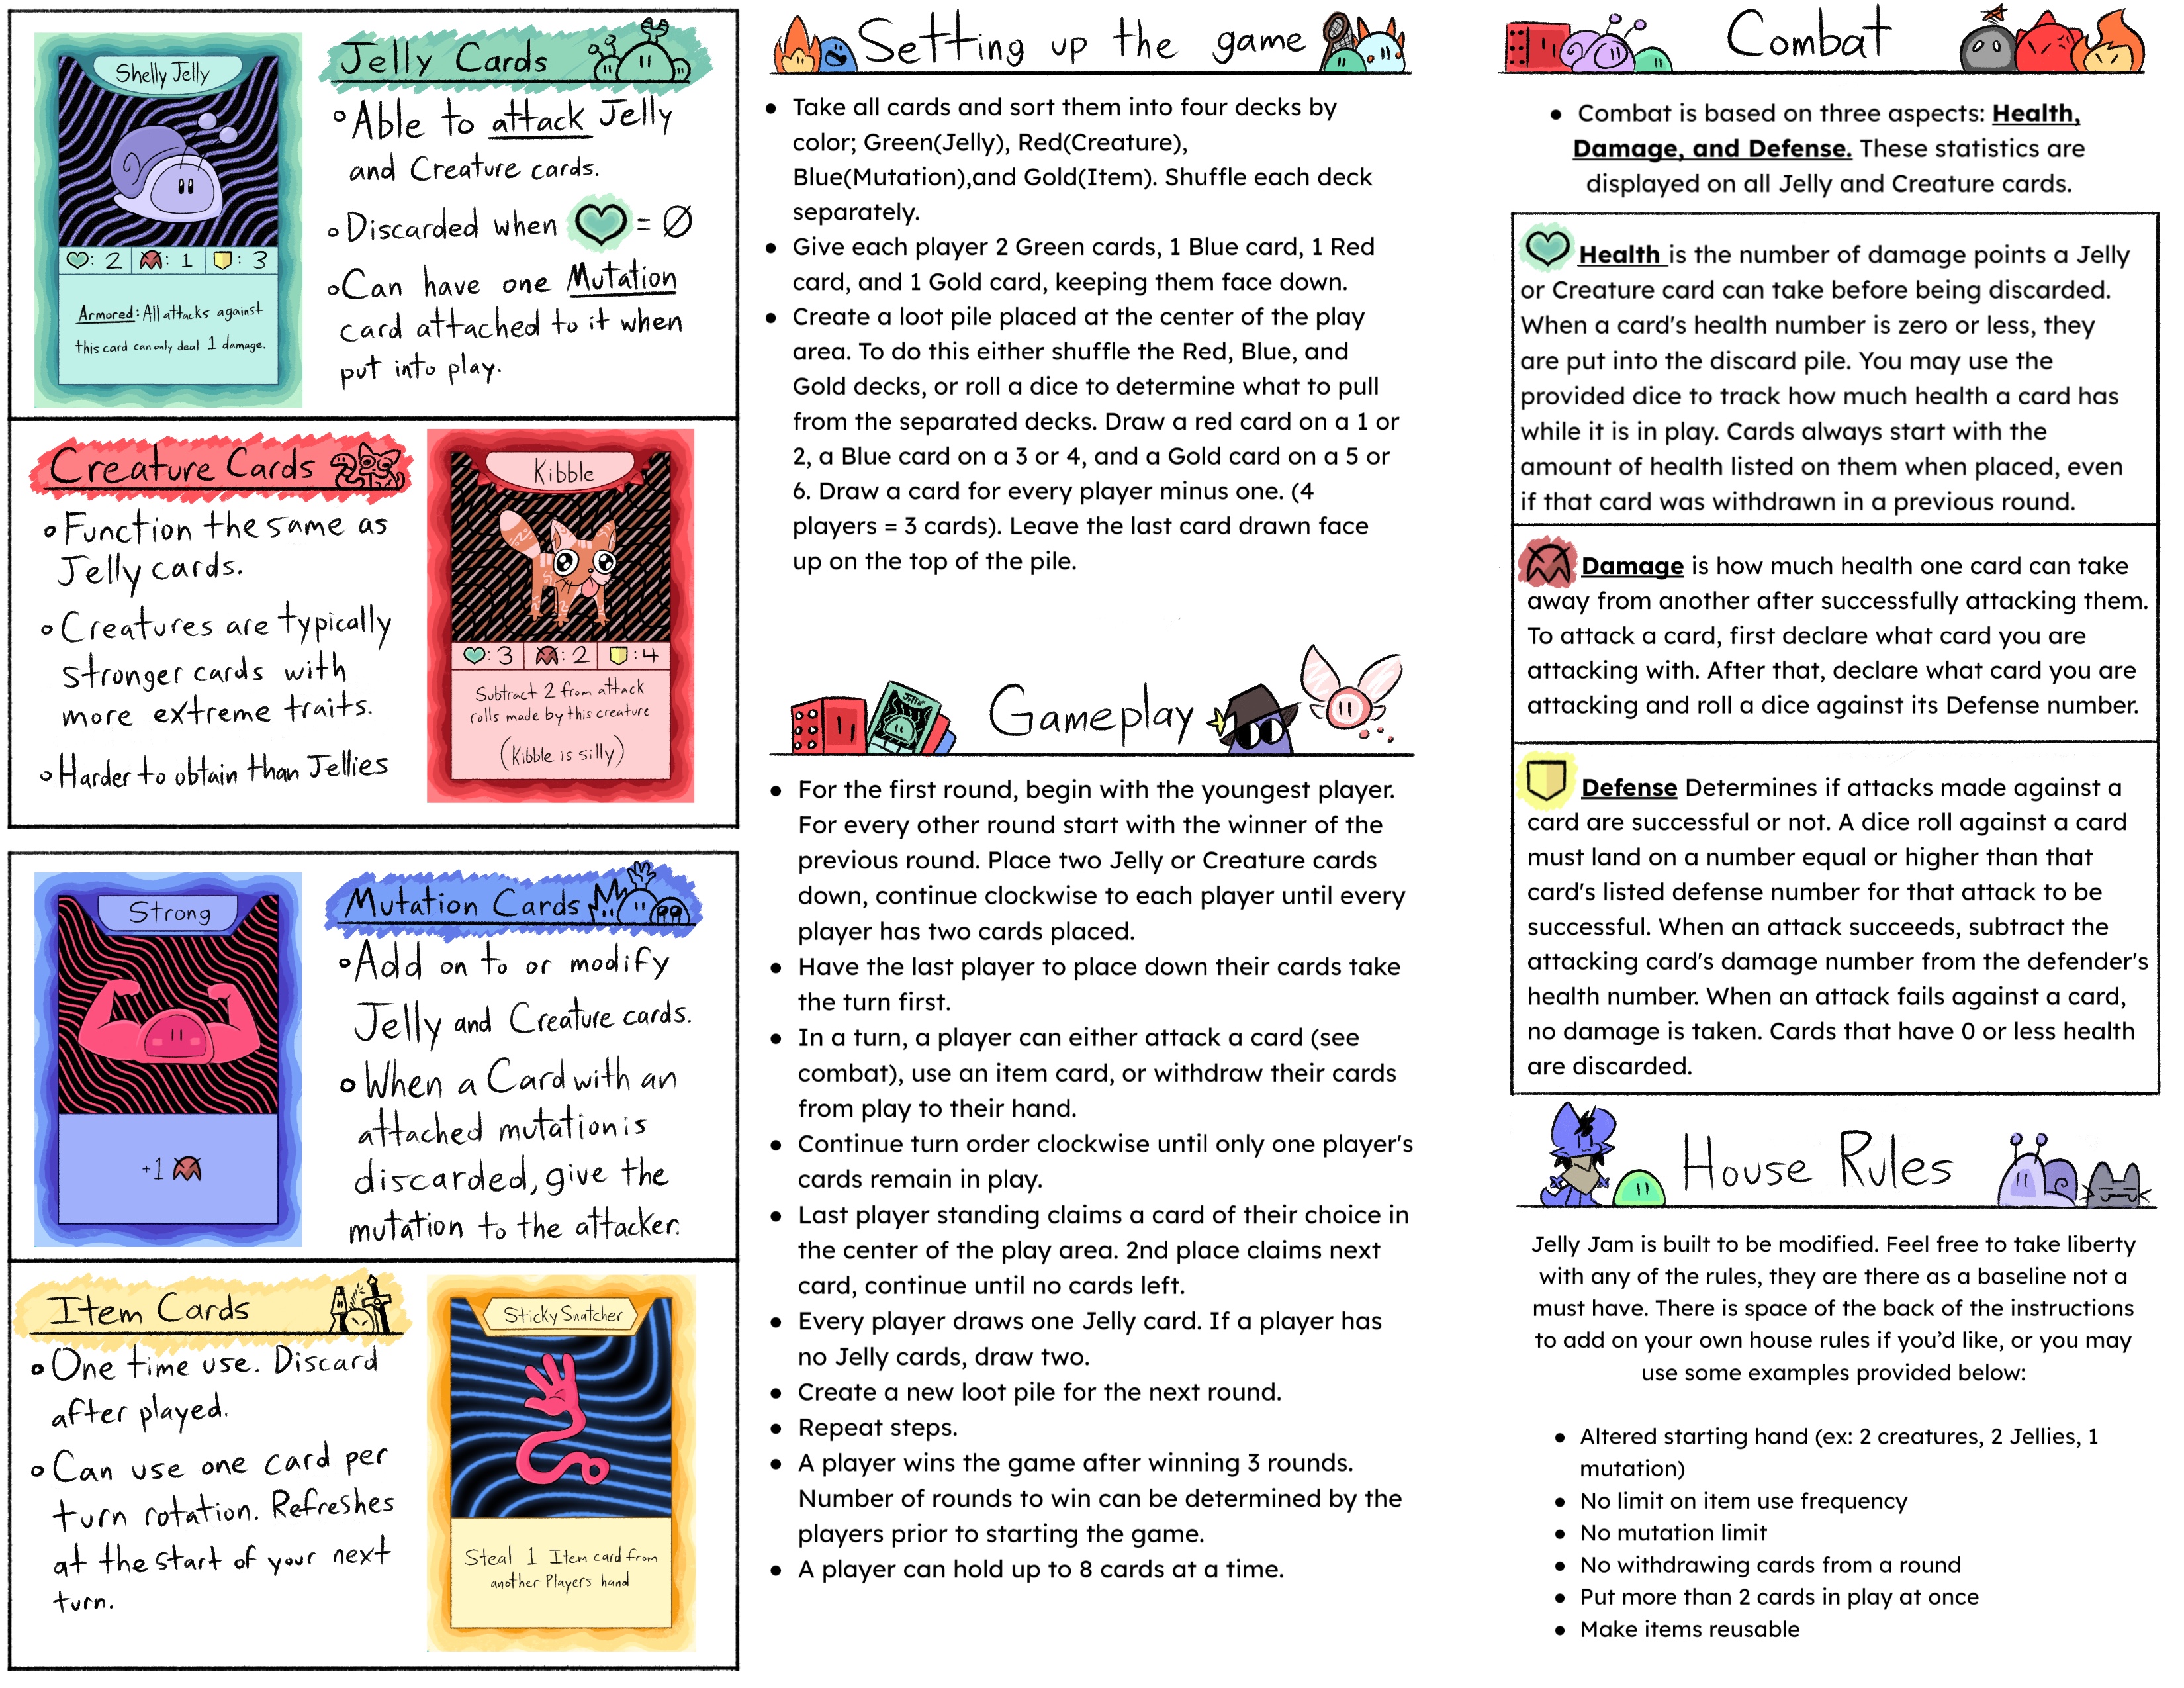 Jelly Cards
Shelly Jelly
: 2 : 1 : 3
Armored: All attacks against
this card can only deal 1 damage.
•Able to attack Jelly
and Creature cards.
•Discarded when = 0
•Can have one Mutation
card attached to it when
put into play.
Creature Cards
•Function the same as
Jelly cards.
•Creatures are typically
stronger cards with
more extreme traits.
•Harder to obtain than Jellies
Kibble
: 3 : 2 : 4
Subtract 2 from attack
rolls made by this creature
(Kibble is silly)
Mutation Cards
Strong
+1
•Add on to or modify
Jelly and Creature cards.
•When a Card with an
attached mutation is
discarded, give the
mutation to the attacker.
Item Cards
•One time use. Discard
after played.
•Can use one card per
turn rotation. Refreshes
at the start of your next
turn.
Sticky Snatcher
Steal 1 Item card from
another Players hand
Setting up the game
• Take all cards and sort them into four decks by
color; Green(Jelly), Red(Creature),
Blue(Mutation),and Gold(Item). Shuffle each deck
separately.
• Give each player 2 Green cards, 1 Blue card, 1 Red
card, and 1 Gold card, keeping them face down.
• Create a loot pile placed at the center of the play
area. To do this either shuffle the Red, Blue, and
Gold decks, or roll a dice to determine what to pull
from the separated decks. Draw a red card on a 1 or
2, a Blue card on a 3 or 4, and a Gold card on a 5 or
6. Draw a card for every player minus one. (4
players = 3 cards). Leave the last card drawn face
up on the top of the pile.
Gameplay
• For the first round, begin with the youngest player.
For every other round start with the winner of the
previous round. Place two Jelly or Creature cards
down, continue clockwise to each player until every
player has two cards placed.
• Have the last player to place down their cards take
the turn first.
• In a turn, a player can either attack a card (see
combat), use an item card, or withdraw their cards
from play to their hand.
• Continue turn order clockwise until only one player's
cards remain in play.
• Last player standing claims a card of their choice in
the center of the play area. 2nd place claims next
card, continue until no cards left.
• Every player draws one Jelly card. If a player has
no Jelly cards, draw two.
• Create a new loot pile for the next round.
• Repeat steps.
• A player wins the game after winning 3 rounds.
Number of rounds to win can be determined by the
players prior to starting the game.
• A player can hold up to 8 cards at a time.
Combat
• Combat is based on three aspects: Health,
Damage, and Defense. These statistics are
displayed on all Jelly and Creature cards.
Health is the number of damage points a Jelly
or Creature card can take before being discarded.
When a card's health number is zero or less, they
are put into the discard pile. You may use the
provided dice to track how much health a card has
while it is in play. Cards always start with the
amount of health listed on them when placed, even
if that card was withdrawn in a previous round.
Damage is how much health one card can take
away from another after successfully attacking them.
To attack a card, first declare what card you are
attacking with. After that, declare what card you are
attacking and roll a dice against its Defense number.
Defense Determines if attacks made against a
card are successful or not. A dice roll against a card
must land on a number equal or higher than that
card's listed defense number for that attack to be
successful. When an attack succeeds, subtract the
attacking card's damage number from the defender's
health number. When an attack fails against a card,
no damage is taken. Cards that have 0 or less health
are discarded.
House Rules
Jelly Jam is built to be modified. Feel free to take liberty
with any of the rules, they are there as a baseline not a
must have. There is space of the back of the instructions
to add on your own house rules if you’d like, or you may
use some examples provided below:
• Altered starting hand (ex: 2 creatures, 2 Jellies, 1
mutation)
• No limit on item use frequency
• No mutation limit
• No withdrawing cards from a round
• Put more than 2 cards in play at once
• Make items reusable